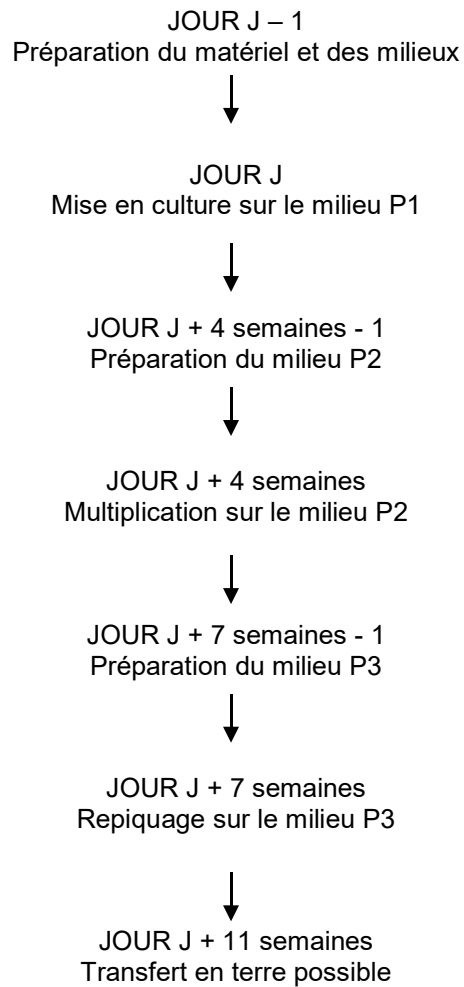 JOUR J – 1
Préparation du matériel et des milieux
JOUR J
Mise en culture sur le milieu P1
JOUR J + 4 semaines - 1
Préparation du milieu P2
JOUR J + 4 semaines
Multiplication sur le milieu P2
JOUR J + 7 semaines - 1
Préparation du milieu P3
JOUR J + 7 semaines
Repiquage sur le milieu P3
JOUR J + 11 semaines
Transfert en terre possible